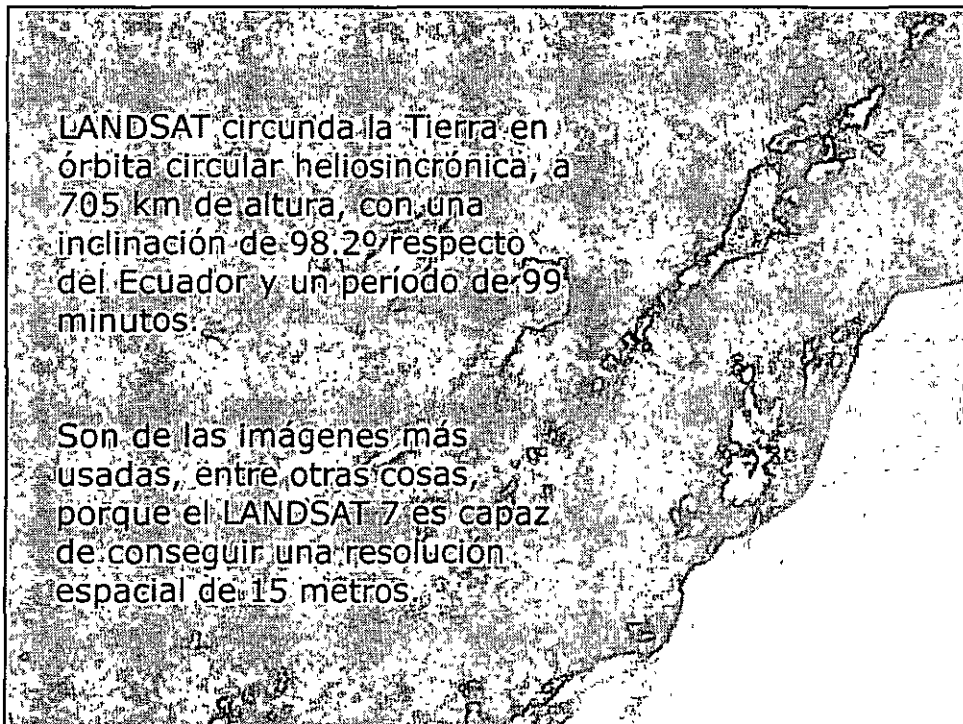 LANDSAT circunda la Tierra en
órbita circular heliosincrónica, a
705 km de altura, con una
inclinación de 98.2º respecto
del Ecuador y un período de 99
minutos.
Son de las imágenes más
usadas, entre otras cosas,
porque el LANDSAT 7 es capaz
de conseguir una resolución
espacial de 15 metros.